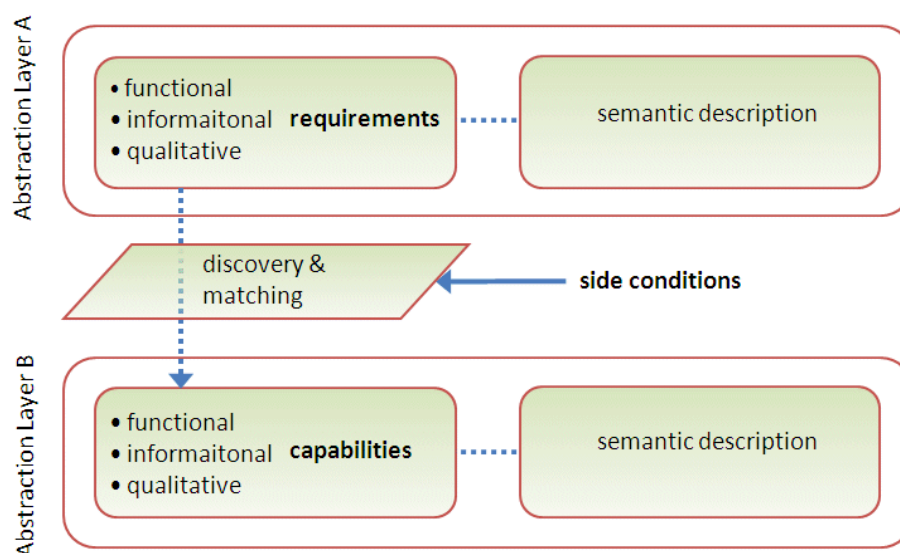 Abstraction Layer A
• functional
• informaitonal requirements
• qualitative
semantic description
discovery &
matching
side conditions
Abstraction Layer B
• functional
• informaitonal capabilities
• qualitative
semantic description